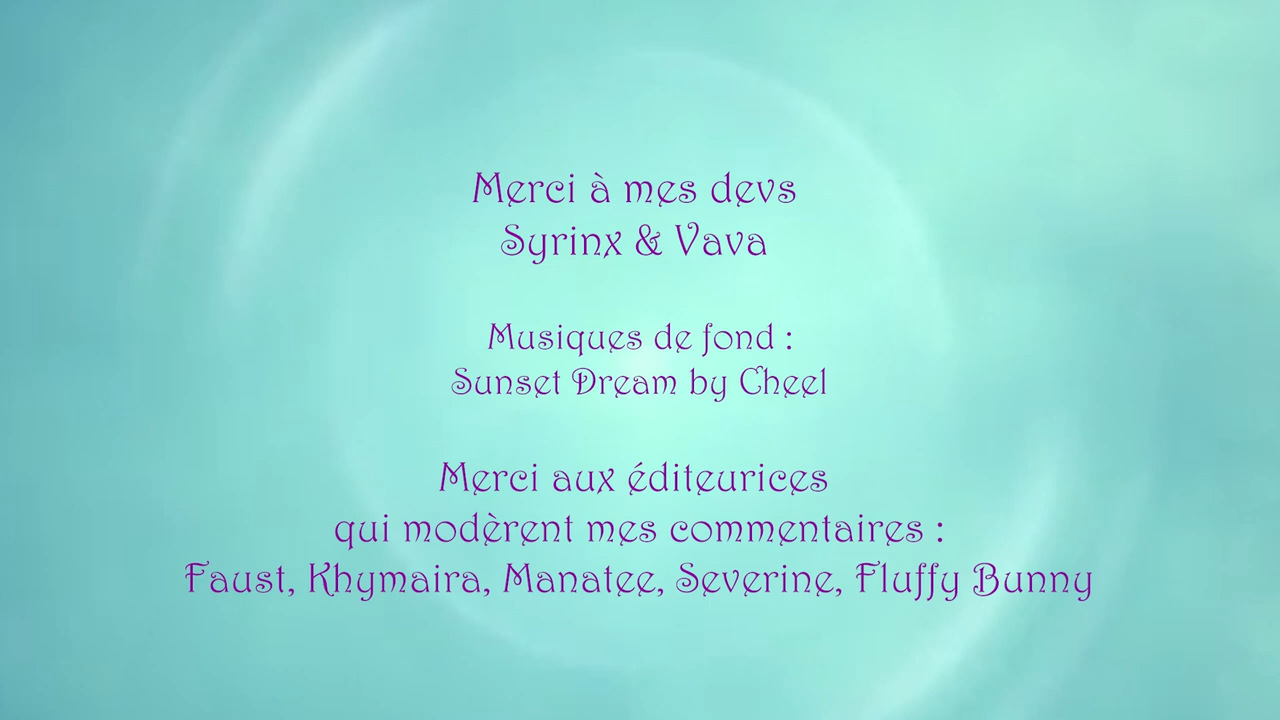 Merci à mes devs
Syrinx & Vava
Musiques de fond :
Sunset Dream by Cheel
Merci aux éditeurices
qui modèrent mes commentaires :
Faust, Khymaira, Manatee, Severine, Fluffy Bunny